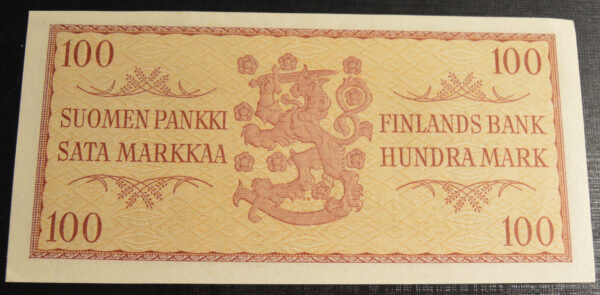 100
100
SUOMEN PANKKI
SATA MARKKAA
FINLANDS BANK
HUNDRA MARK
100
100